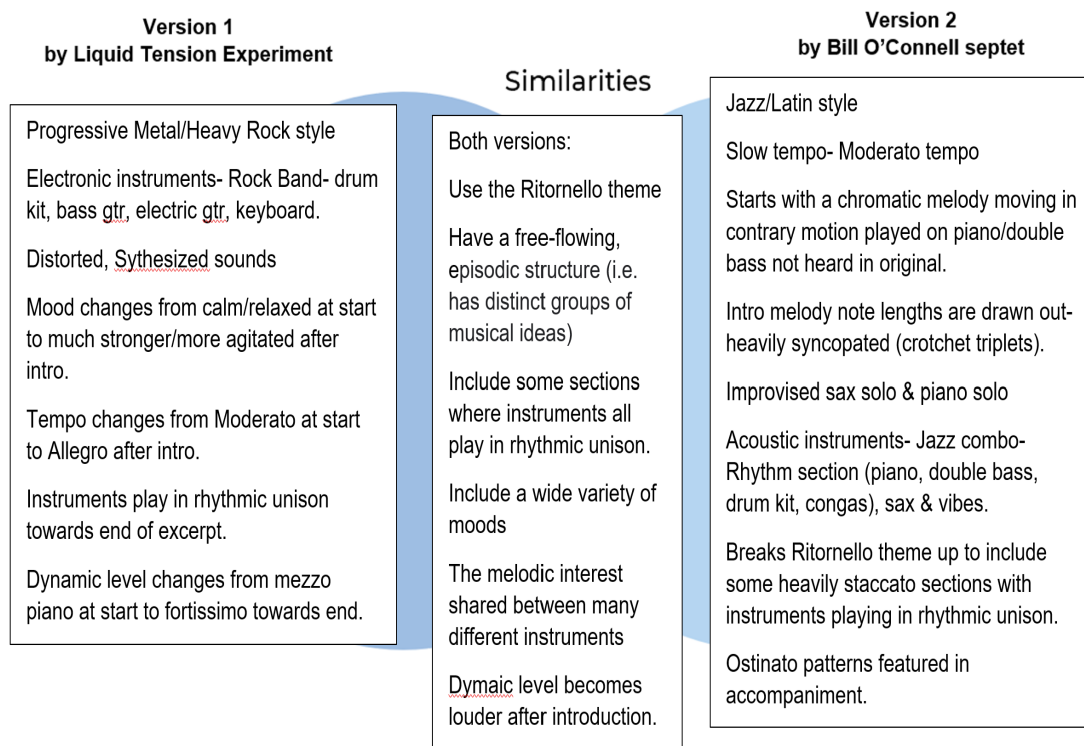 Version 1
by Liquid Tension Experiment
Progressive Metal/Heavy Rock style
Electronic instruments- Rock Band- drum
kit, bass gtr, electric gtr, keyboard.
Distorted, Sythesized sounds
Mood changes from calm/relaxed at start
to much stronger/more agitated after
intro.
Tempo changes from Moderato at start
to Allegro after intro.
Instruments play in rhythmic unison
towards end of excerpt.
Dynamic level changes from mezzo
piano at start to fortissimo towards end.
Similarities
Both versions:
Use the Ritornello theme
Have a free-flowing,
episodic structure (i.e.
has distinct groups of
musical ideas)
Include some sections
where instruments all
play in rhythmic unison.
Include a wide variety of
moods
The melodic interest
shared between many
different instruments
Dymaic level becomes
louder after introduction.
Version 2
by Bill O’Connell septet
Jazz/Latin style
Slow tempo- Moderato tempo
Starts with a chromatic melody moving in
contrary motion played on piano/double
bass not heard in original.
Intro melody note lengths are drawn out-
heavily syncopated (crotchet triplets).
Improvised sax solo & piano solo
Acoustic instruments- Jazz combo-
Rhythm section (piano, double bass,
drum kit, congas), sax & vibes.
Breaks Ritornello theme up to include
some heavily staccato sections with
instruments playing in rhythmic unison.
Ostinato patterns featured in
accompaniment.